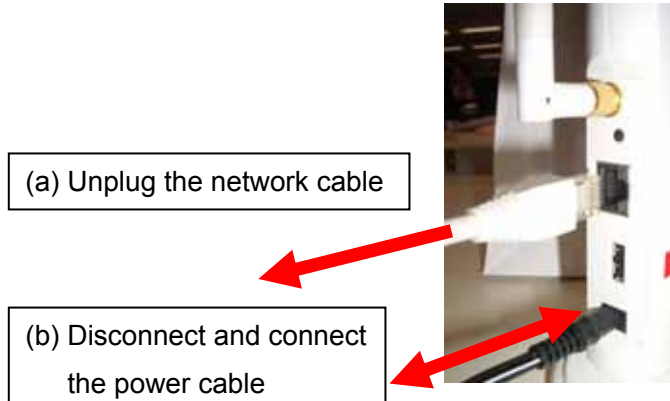 (a) Unplug the network cable
(b) Disconnect and connect
the power cable